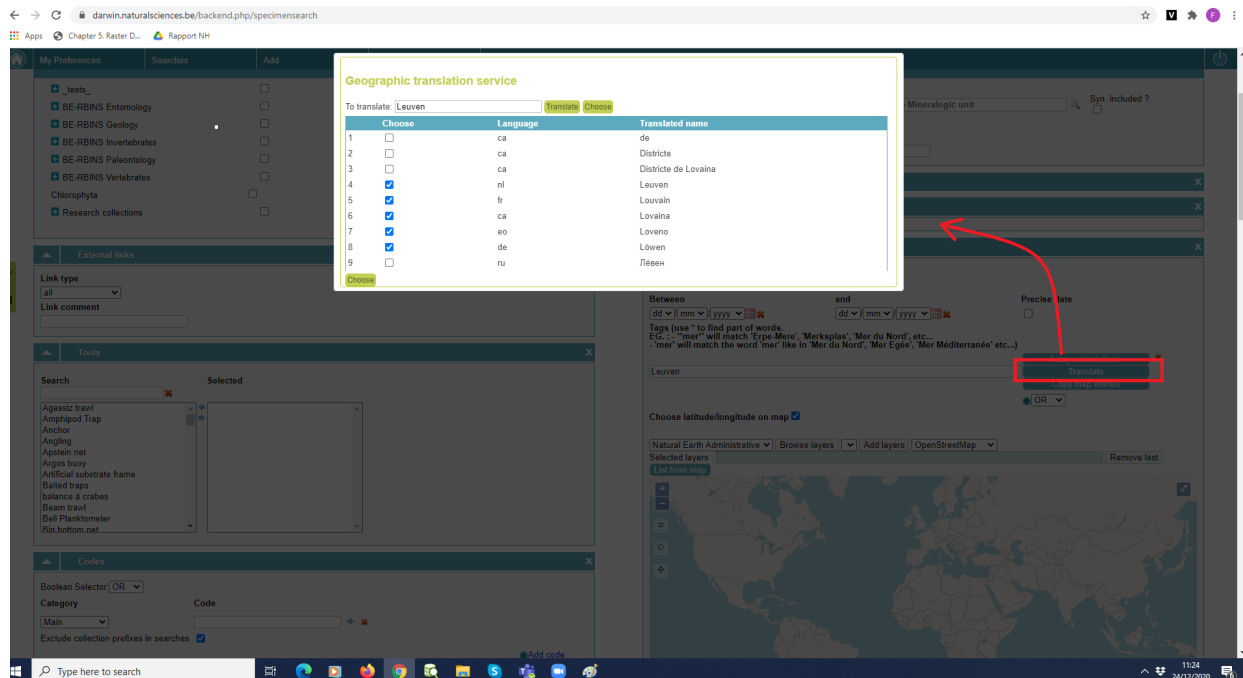 darwin.naturalsciences.be/backend.php/specimensearch
Apps Chapter 5. Raster D... Rapport NH
My Preferences Searches Add
_tests_
BE-RBINS Entomology
BE-RBINS Geology
BE-RBINS Invertebrates
BE-RBINS Paleontology
BE-RBINS Vertebrates
Chlorophyta
Research collections
Geographic translation service
To translate: Leuven Translate Choose
Choose Language Translated name
1 ca de
2 ca Districte
3 ca Districte de Lovaina
4 nl Leuven
5 fr Louvain
6 ca Lovaina
7 eo Loveno
8 de Löwen
9 ru Лёвен
Choose
Mineralogic unit
Syn. included ?
X
X
External links
X
Link type
all
Link comment
Between and Precise date
dd mm yyyy dd mm yyyy
Tags (use * to find part of words.
EG. : - '*mer*' will match 'Erpe-Mere', 'Merksplas', 'Mer du Nord', etc...
- 'mer' will match the word 'mer' like in 'Mer du Nord', 'Mer Egée', 'Mer Méditerranée' etc...)
Leuven
Translate
Copy map entries
OR
Tools X
Search Selected
Agassiz trawl
Amphipod Trap
Anchor
Angling
Apstein net
Argos buoy
Artificial substrate frame
Baited traps
balance à crabes
Beam trawl
Bell Planktometer
Big bottom net
Choose latitude/longitude on map
Natural Earth Administrative Browse layers Add layers OpenStreetMap
Selected layers Remove last
List from map
+
−
Codes X
Boolean Selector: OR
Category Code
Main
Exclude collection prefixes in searches
Add code
Type here to search
11:24
24/12/2020